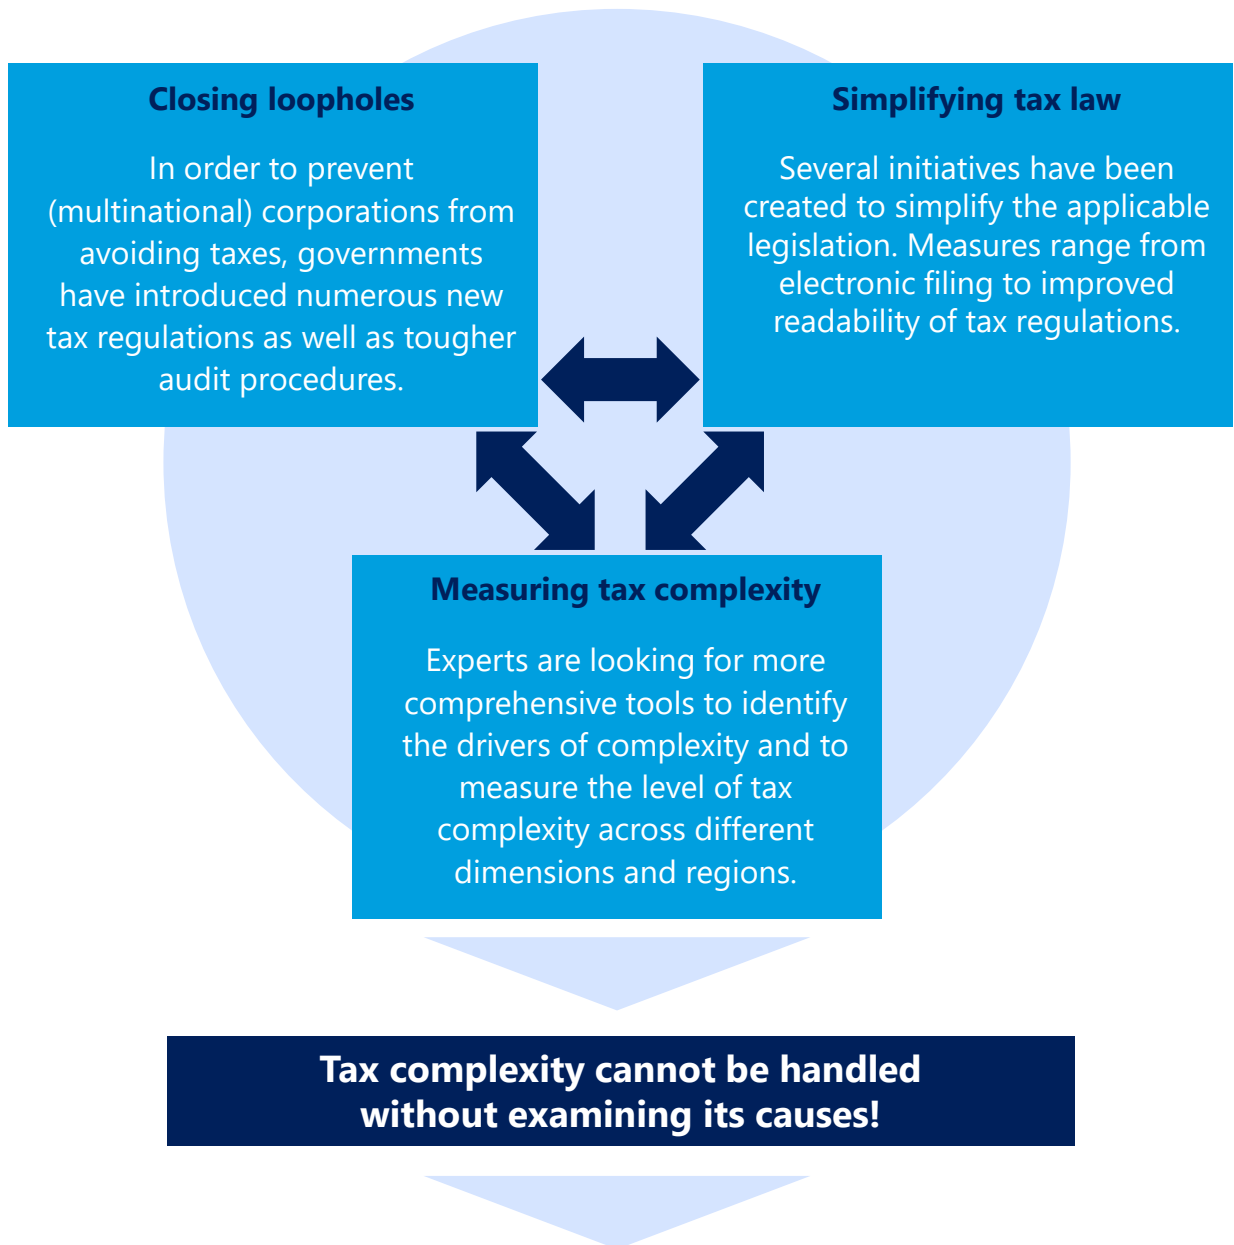 Closing loopholes
In order to prevent
(multinational) corporations from
avoiding taxes, governments
have introduced numerous new
tax regulations as well as tougher
audit procedures.
Simplifying tax law
Several initiatives have been
created to simplify the applicable
legislation. Measures range from
electronic filing to improved
readability of tax regulations.
Measuring tax complexity
Experts are looking for more
comprehensive tools to identify
the drivers of complexity and to
measure the level of tax
complexity across different
dimensions and regions.
Tax complexity cannot be handled
without examining its causes!